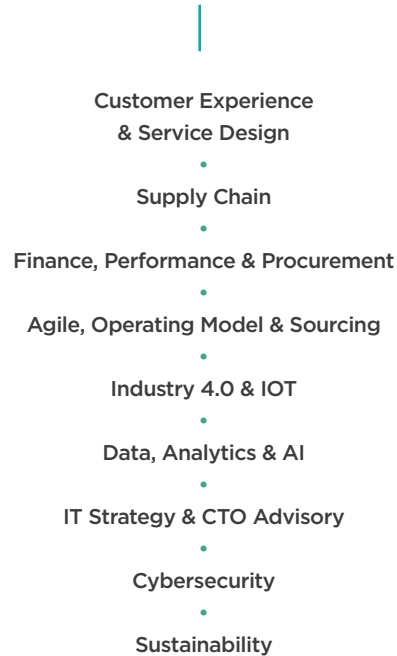 Customer Experience
& Service Design
Supply Chain
Finance, Performance & Procurement
Agile, Operating Model & Sourcing
Industry 4.0 & IOT
Data, Analytics & AI
IT Strategy & CTO Advisory
Cybersecurity
Sustainability